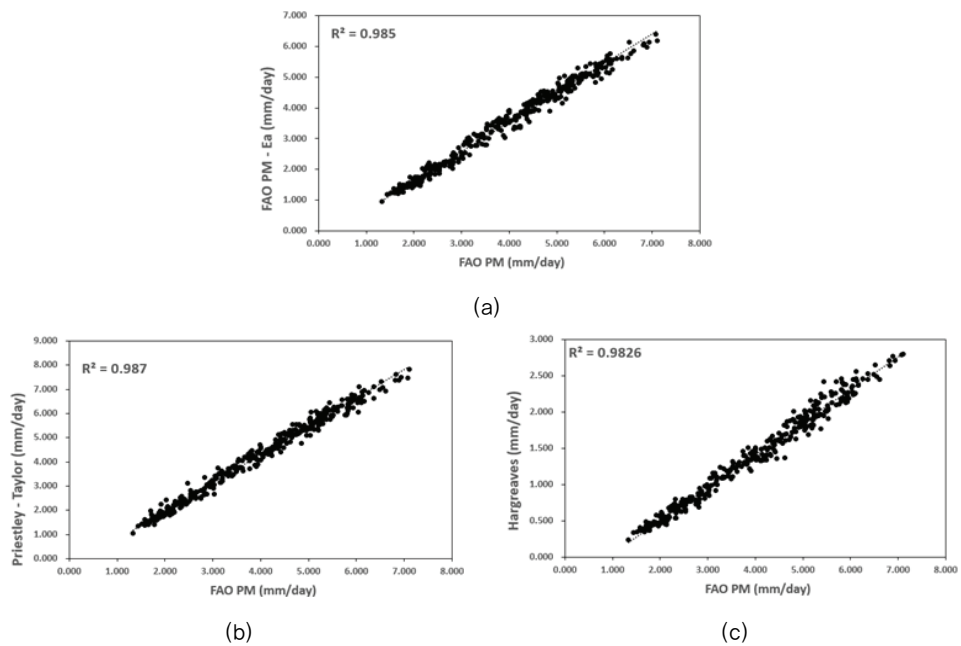 7.000
6.000
5.000
4.000
3.000
2.000
1.000
0.000
FAO PM - Ea (mm/day)
R² = 0.985
0.000 1.000 2.000 3.000 4.000 5.000 6.000 7.000 8.000
FAO PM (mm/day)
(a)
9.000
8.000
7.000
6.000
5.000
4.000
3.000
2.000
1.000
0.000
Priestley - Taylor (mm/day)
R² = 0.987
0.000 1.000 2.000 3.000 4.000 5.000 6.000 7.000 8.000
FAO PM (mm/day)
(b)
3.000
2.500
2.000
1.500
1.000
0.500
0.000
Hargreaves (mm/day)
R² = 0.9826
0.000 1.000 2.000 3.000 4.000 5.000 6.000 7.000 8.000
FAO PM (mm/day)
(c)